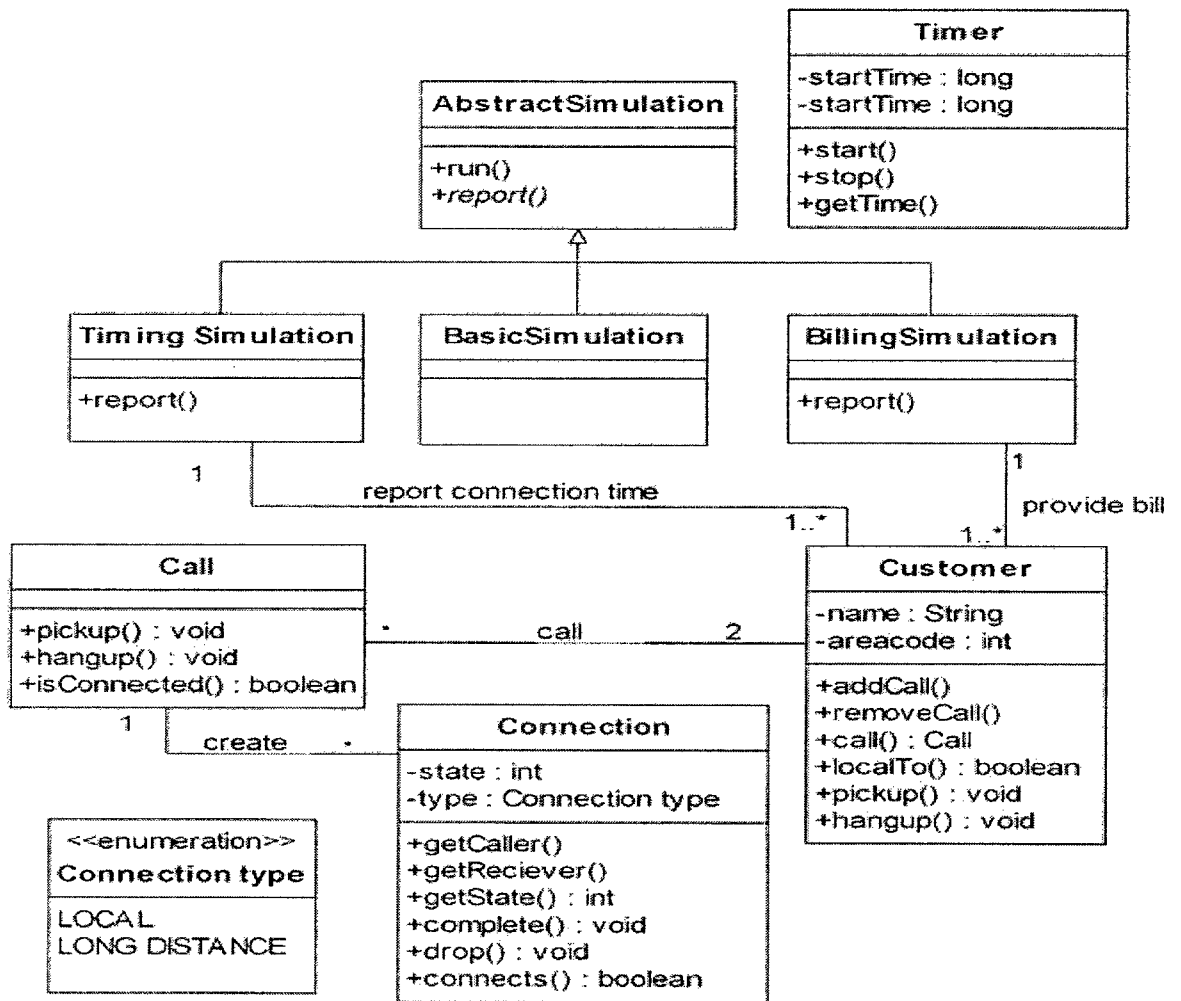 Timer
-startTime : long
-startTime : long
+start()
+stop()
+getTime()
AbstractSimulation
+run()
+report()
Timing Simulation
+report()
BasicSimulation
BillingSimulation
+report()
1
report connection time
1..*
1
provide bill
1..*
Call
+pickup() : void
+hangup() : void
+isConnected() : boolean
*
call
2
Customer
-name : String
-areacode : int
+addCall()
+removeCall()
+call() : Call
+localTo() : boolean
+pickup() : void
+hangup() : void
1
create
*
Connection
-state : int
-type : Connection type
+getCaller()
+getReciever()
+getState() : int
+complete() : void
+drop() : void
+connects() : boolean
<<enumeration>>
Connection type
LOCAL
LONG DISTANCE